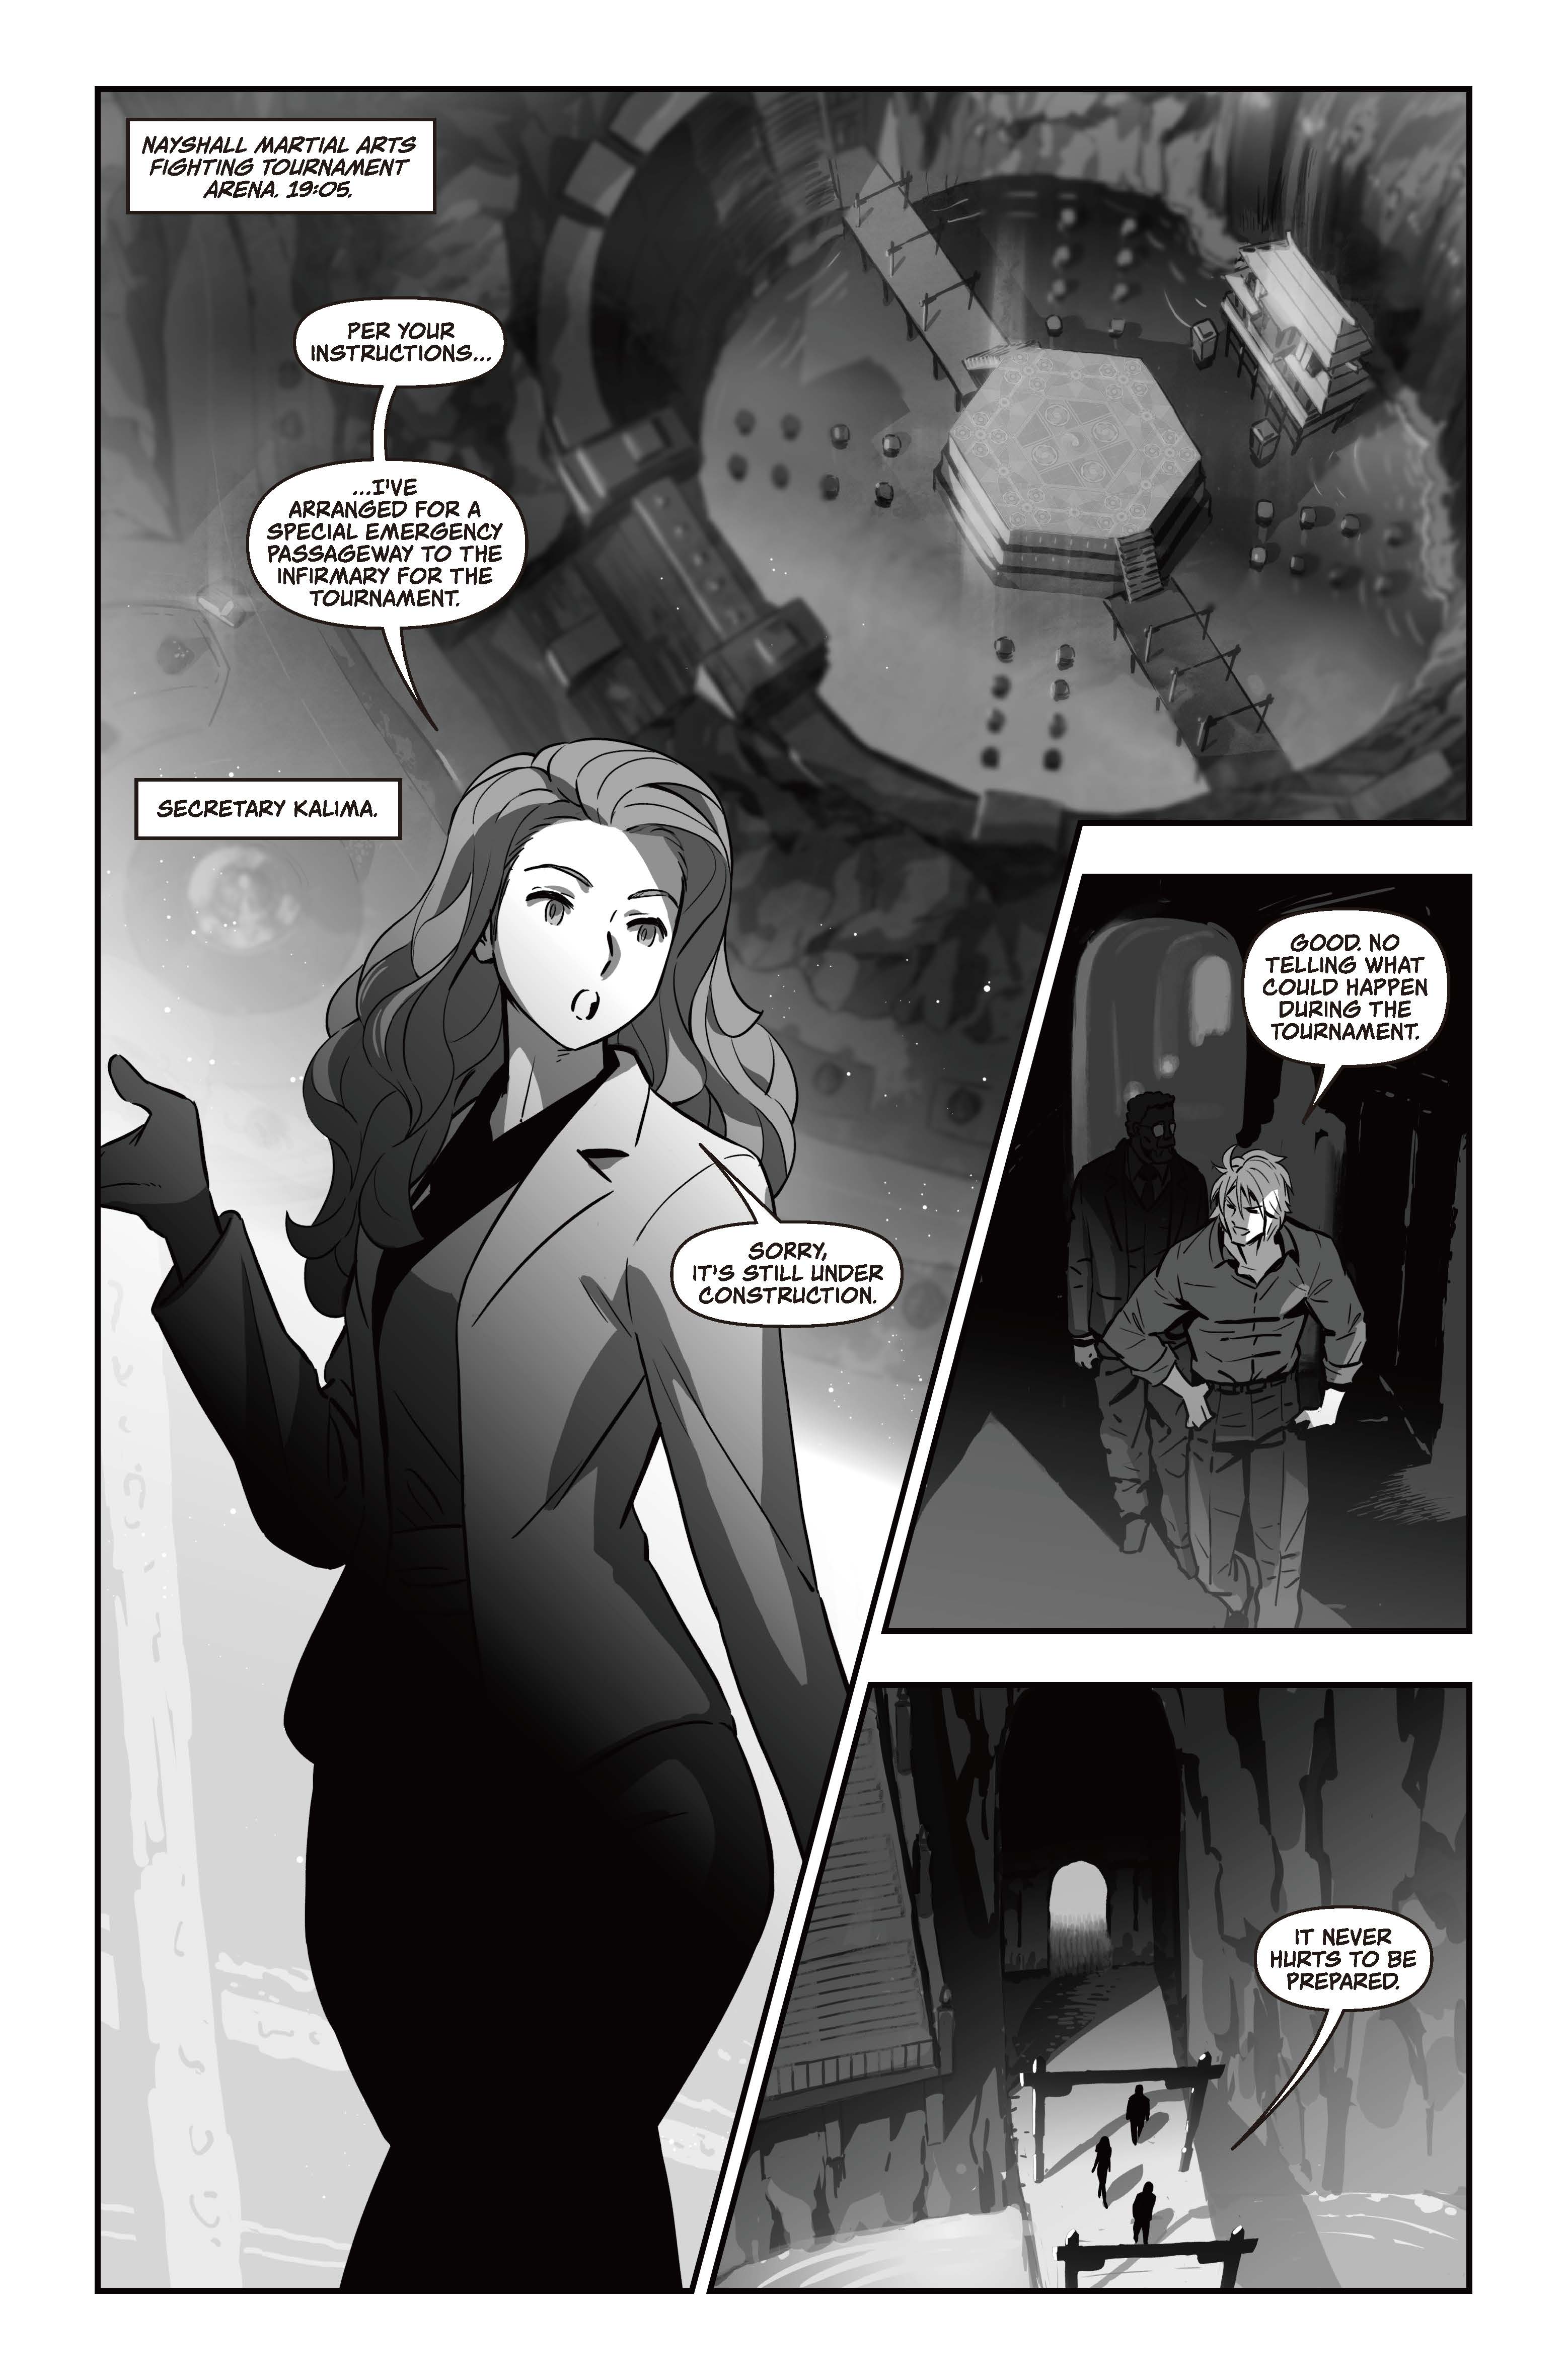 NAYSHALL MARTIAL ARTS
FIGHTING TOURNAMENT
ARENA. 19:05.
PER YOUR
INSTRUCTIONS...
...I'VE
ARRANGED FOR A
SPECIAL EMERGENCY
PASSAGEWAY TO THE
INFIRMARY FOR THE
TOURNAMENT.
SECRETARY KALIMA.
SORRY,
IT'S STILL UNDER
CONSTRUCTION.
GOOD. NO
TELLING WHAT
COULD HAPPEN
DURING THE
TOURNAMENT.
IT NEVER
HURTS TO BE
PREPARED.